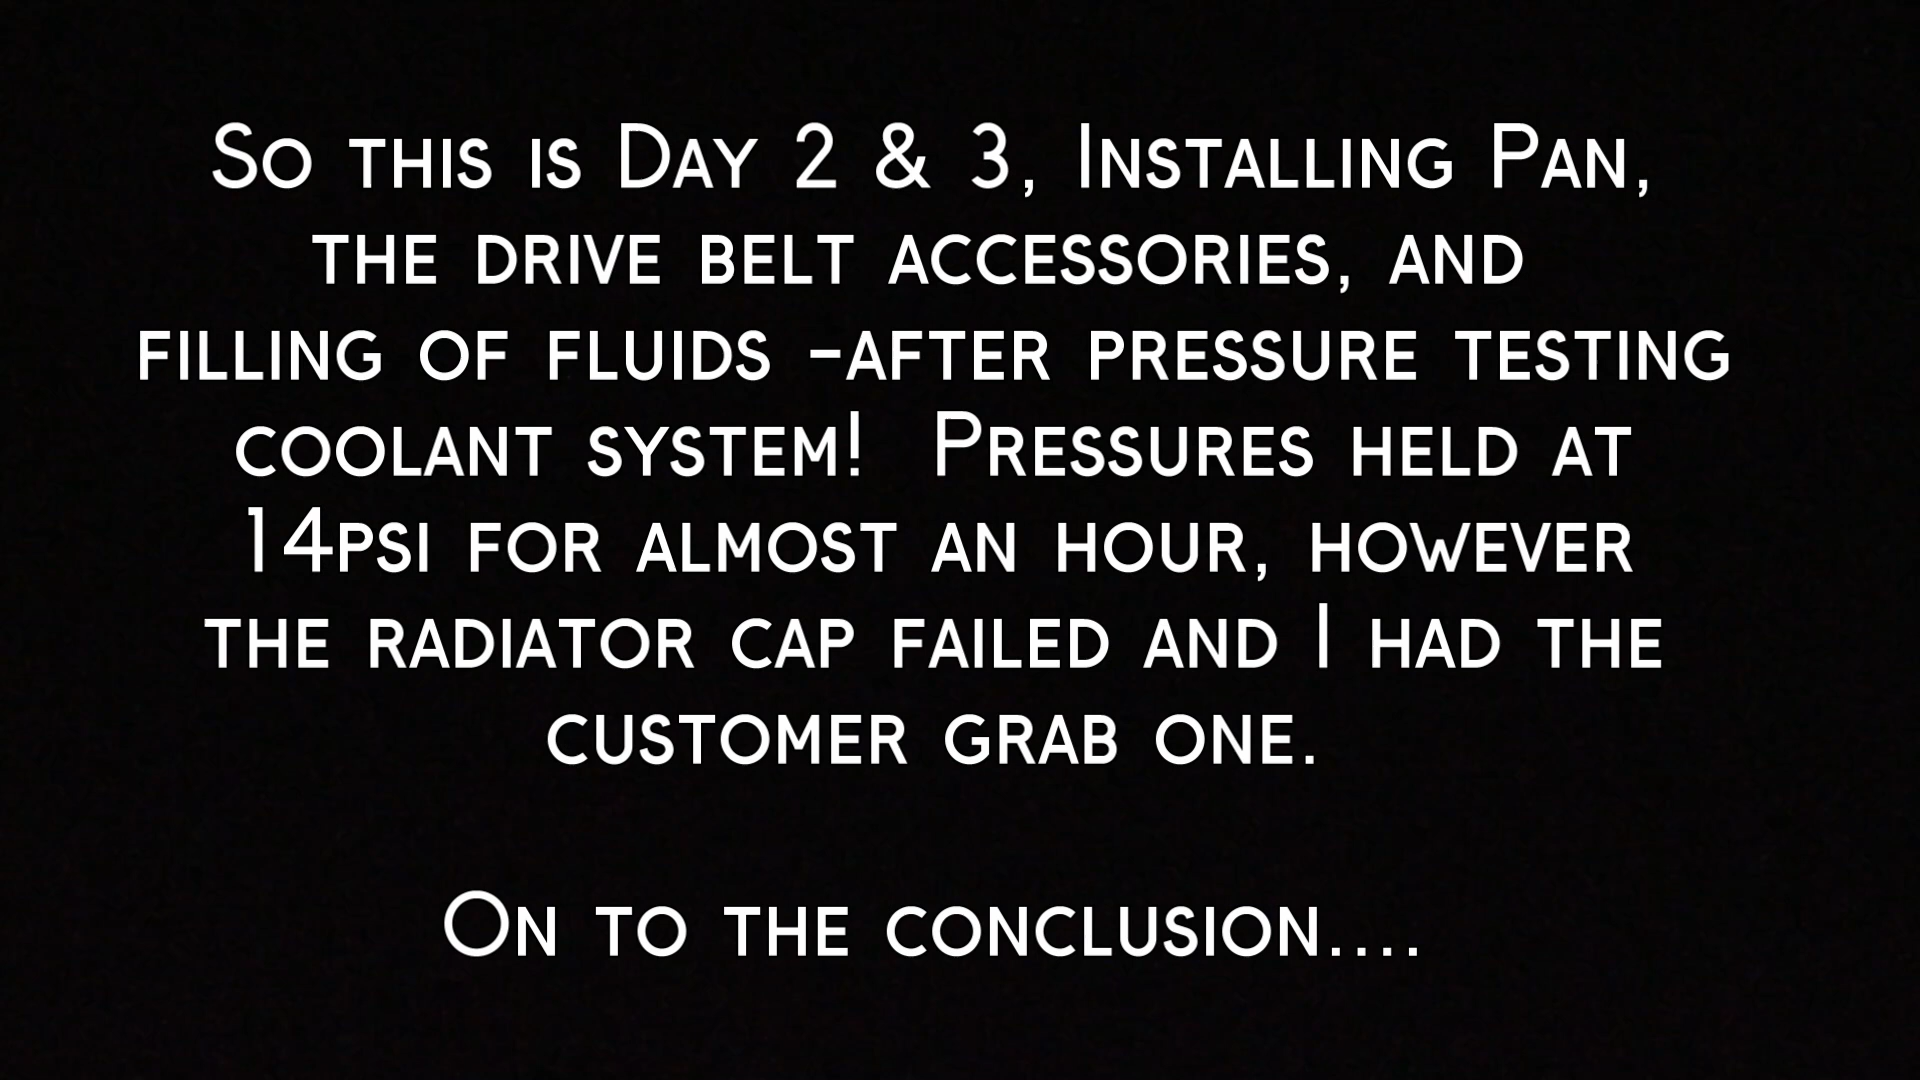 So this is Day 2 & 3, Installing Pan,
the drive belt accessories, and
filling of fluids -after pressure testing
coolant system!  Pressures held at
14psi for almost an hour, however
the radiator cap failed and I had the
customer grab one.
On to the conclusion....